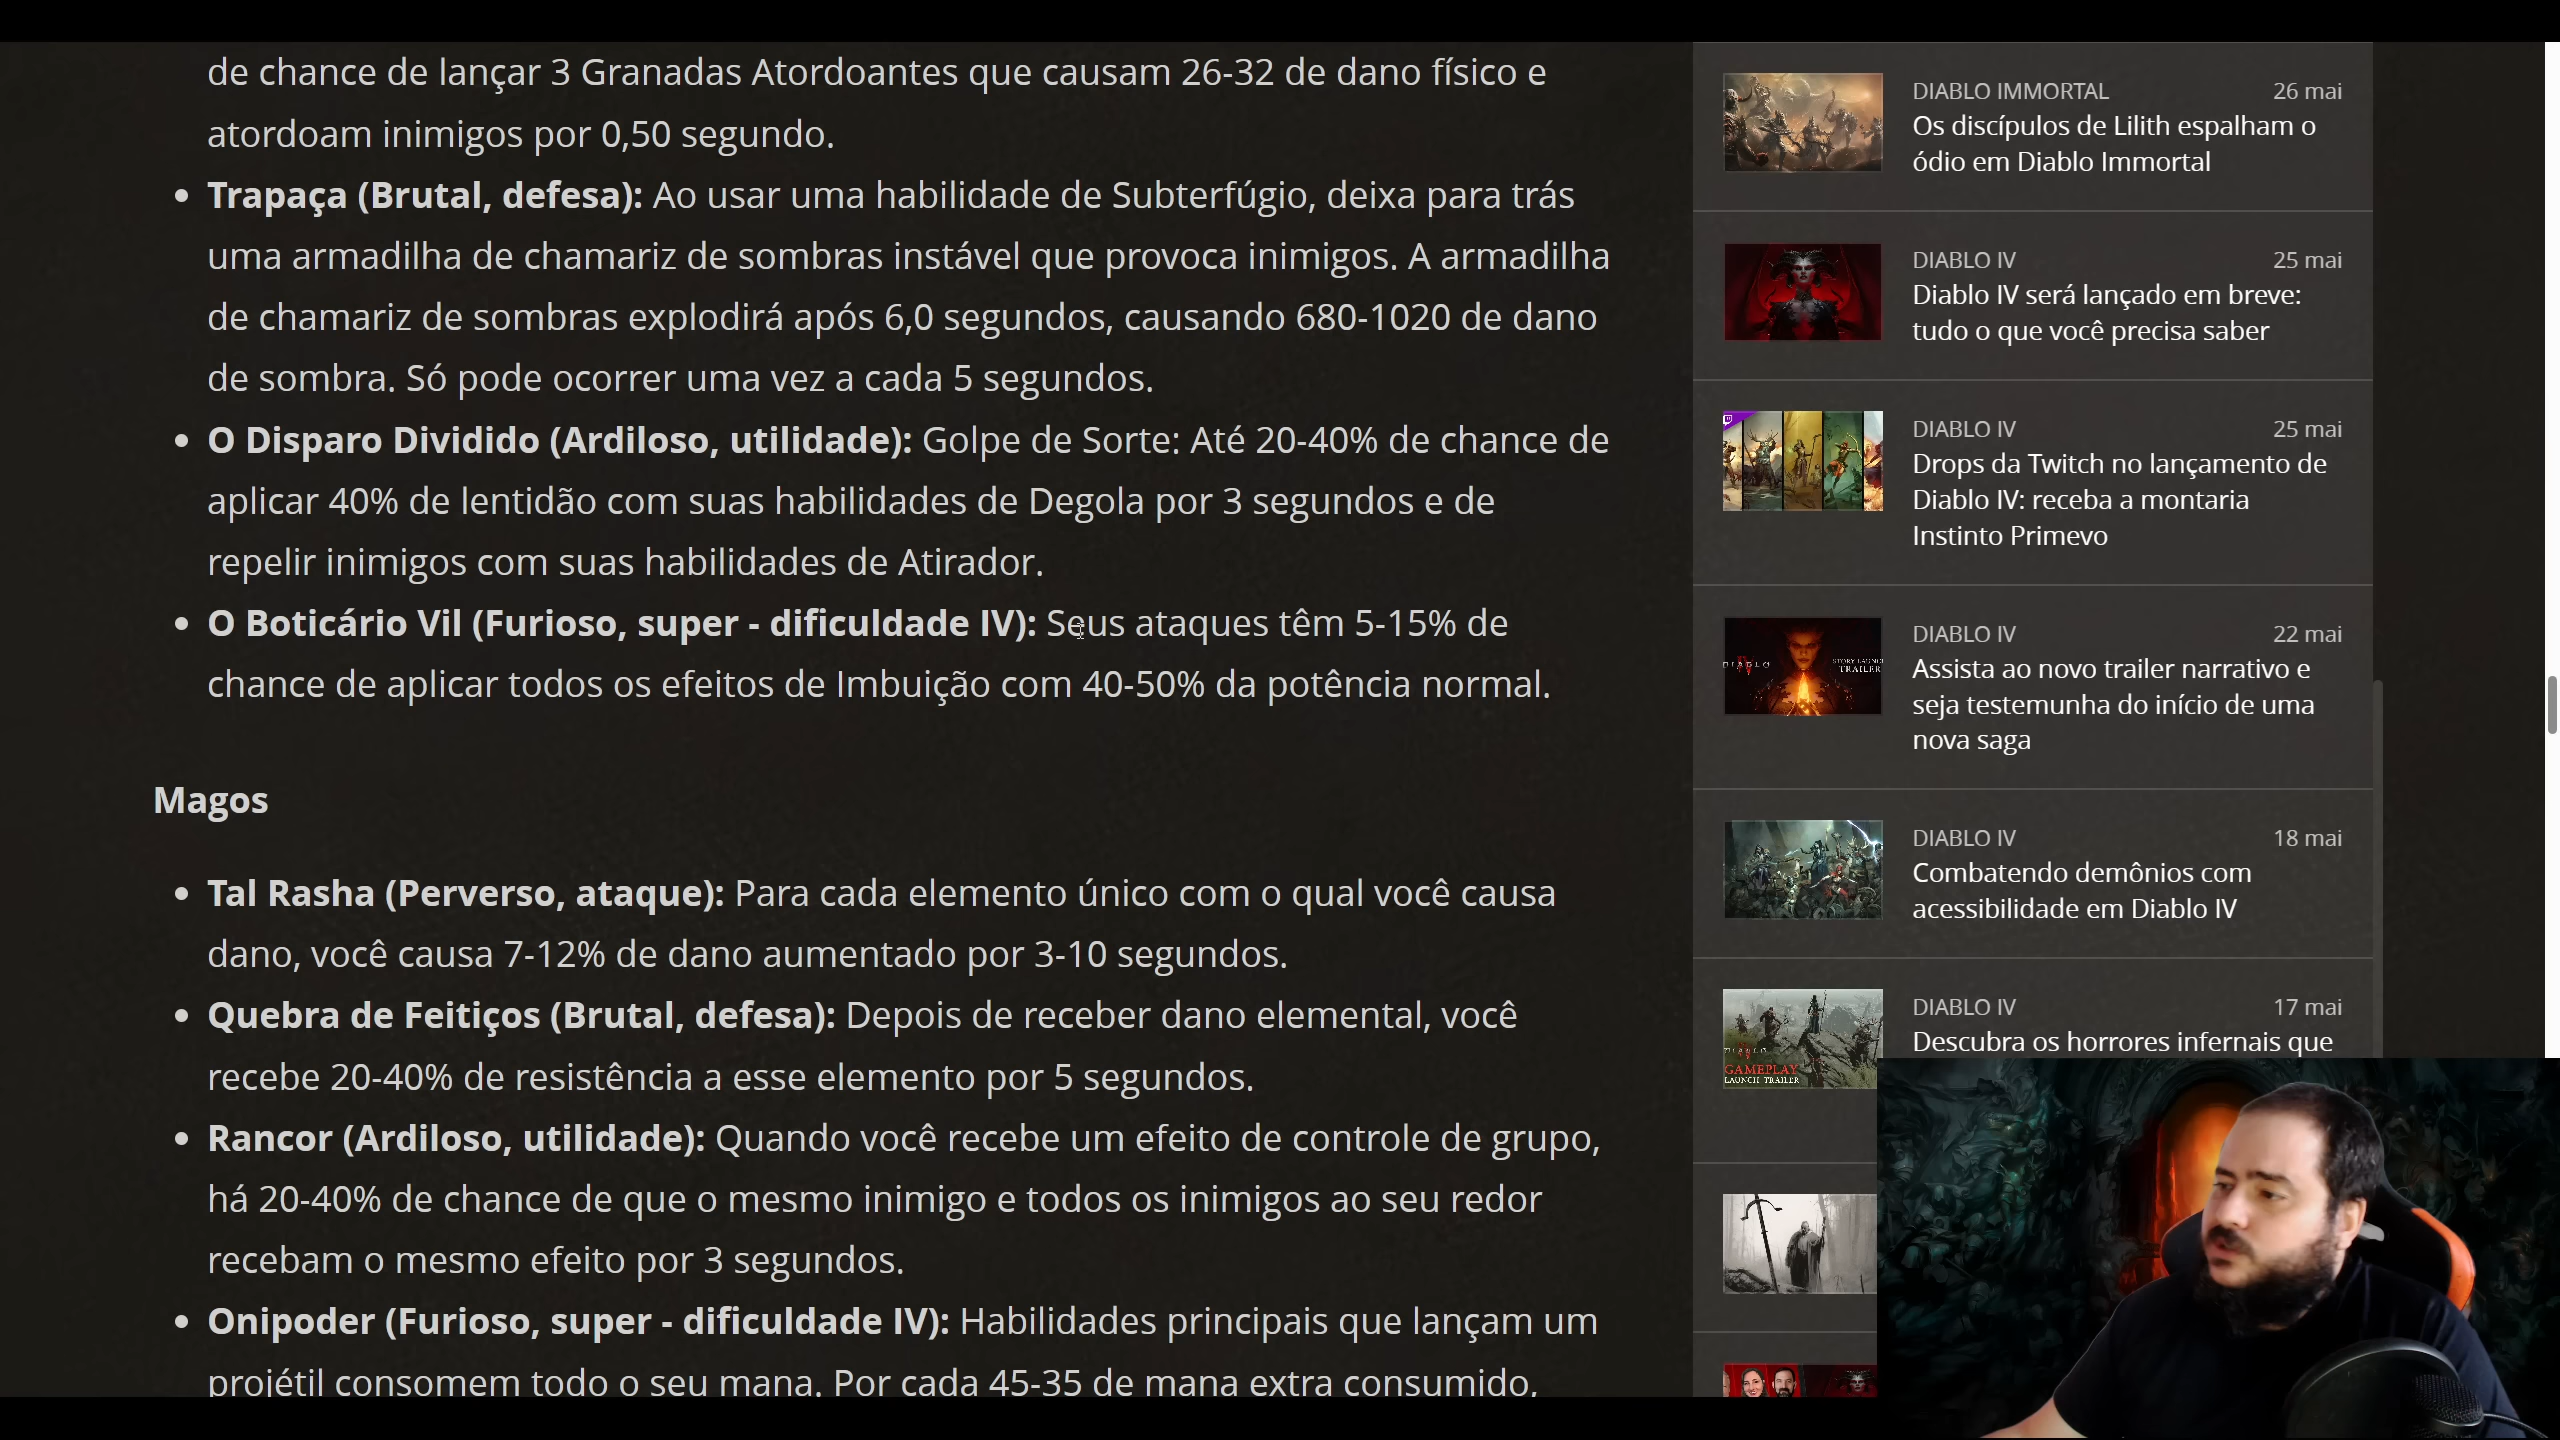 de chance de lançar 3 Granadas Atordoantes que causam 26-32 de dano físico e
atordoam inimigos por 0,50 segundo.
• Trapaça (Brutal, defesa): Ao usar uma habilidade de Subterfúgio, deixa para trás
uma armadilha de chamariz de sombras instável que provoca inimigos. A armadilha
de chamariz de sombras explodirá após 6,0 segundos, causando 680-1020 de dano
de sombra. Só pode ocorrer uma vez a cada 5 segundos.
• O Disparo Dividido (Ardiloso, utilidade): Golpe de Sorte: Até 20-40% de chance de
aplicar 40% de lentidão com suas habilidades de Degola por 3 segundos e de
repelir inimigos com suas habilidades de Atirador.
• O Boticário Vil (Furioso, super - dificuldade IV): Seus ataques têm 5-15% de
chance de aplicar todos os efeitos de Imbuição com 40-50% da potência normal.
Magos
• Tal Rasha (Perverso, ataque): Para cada elemento único com o qual você causa
dano, você causa 7-12% de dano aumentado por 3-10 segundos.
• Quebra de Feitiços (Brutal, defesa): Depois de receber dano elemental, você
recebe 20-40% de resistência a esse elemento por 5 segundos.
• Rancor (Ardiloso, utilidade): Quando você recebe um efeito de controle de grupo,
há 20-40% de chance de que o mesmo inimigo e todos os inimigos ao seu redor
recebam o mesmo efeito por 3 segundos.
• Onipoder (Furioso, super - dificuldade IV): Habilidades principais que lançam um
projétil consomem todo o seu mana. Por cada 45-35 de mana extra consumido,
DIABLO IMMORTAL 26 mai
Os discípulos de Lilith espalham o
ódio em Diablo Immortal
DIABLO IV 25 mai
Diablo IV será lançado em breve:
tudo o que você precisa saber
DIABLO IV 25 mai
Drops da Twitch no lançamento de
Diablo IV: receba a montaria
Instinto Primevo
DIABLO IV 22 mai
Assista ao novo trailer narrativo e
seja testemunha do início de uma
nova saga
DIABLO IV
STORY LAUNCH
TRAILER
DIABLO IV 18 mai
Combatendo demônios com
acessibilidade em Diablo IV
DIABLO IV 17 mai
Descubra os horrores infernais que
DIABLO
GAMEPLAY
LAUNCH TRAILER